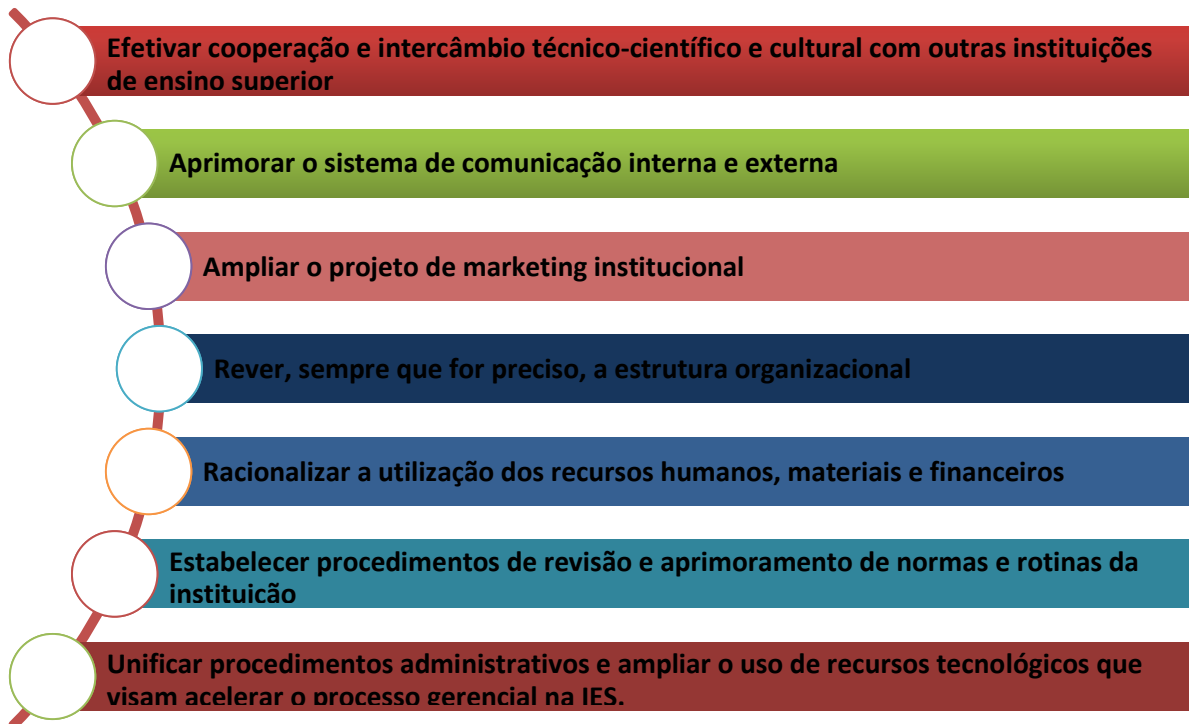 Efetivar cooperação e intercâmbio técnico-científico e cultural com outras instituições
de ensino superior
Aprimorar o sistema de comunicação interna e externa
Ampliar o projeto de marketing institucional
Rever, sempre que for preciso, a estrutura organizacional
Racionalizar a utilização dos recursos humanos, materiais e financeiros
Estabelecer procedimentos de revisão e aprimoramento de normas e rotinas da
instituição
Unificar procedimentos administrativos e ampliar o uso de recursos tecnológicos que
visam acelerar o processo gerencial na IES.